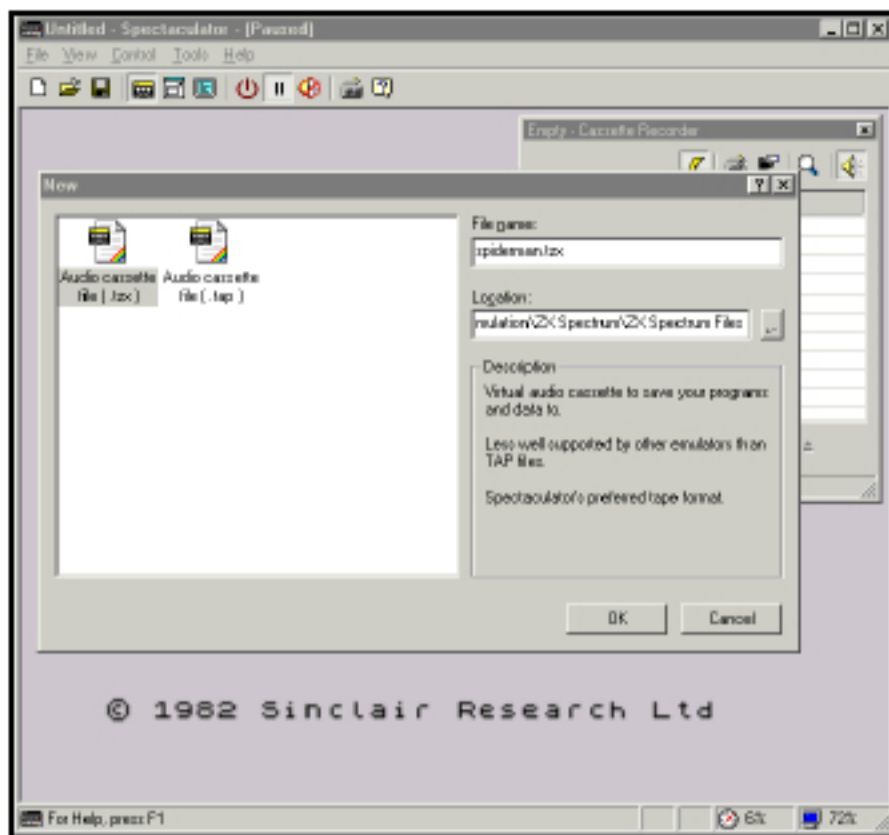 Untitled - Spectaculator - [Paused]
File View Control Tools Help
Empty - Cassette Recorder
New
Audio cassette file (.tzx)
Audio cassette file (.tap)
File name:
spiderman.tzx
Location:
mulation\ZX Spectrum\ZX Spectrum Files
...
Description
Virtual audio cassette to save your programs
and data to.
Less well supported by other emulators than
TAP files.
Spectaculator's preferred tape format.
OK Cancel
© 1982 Sinclair Research Ltd
For Help, press F1
6% 72%